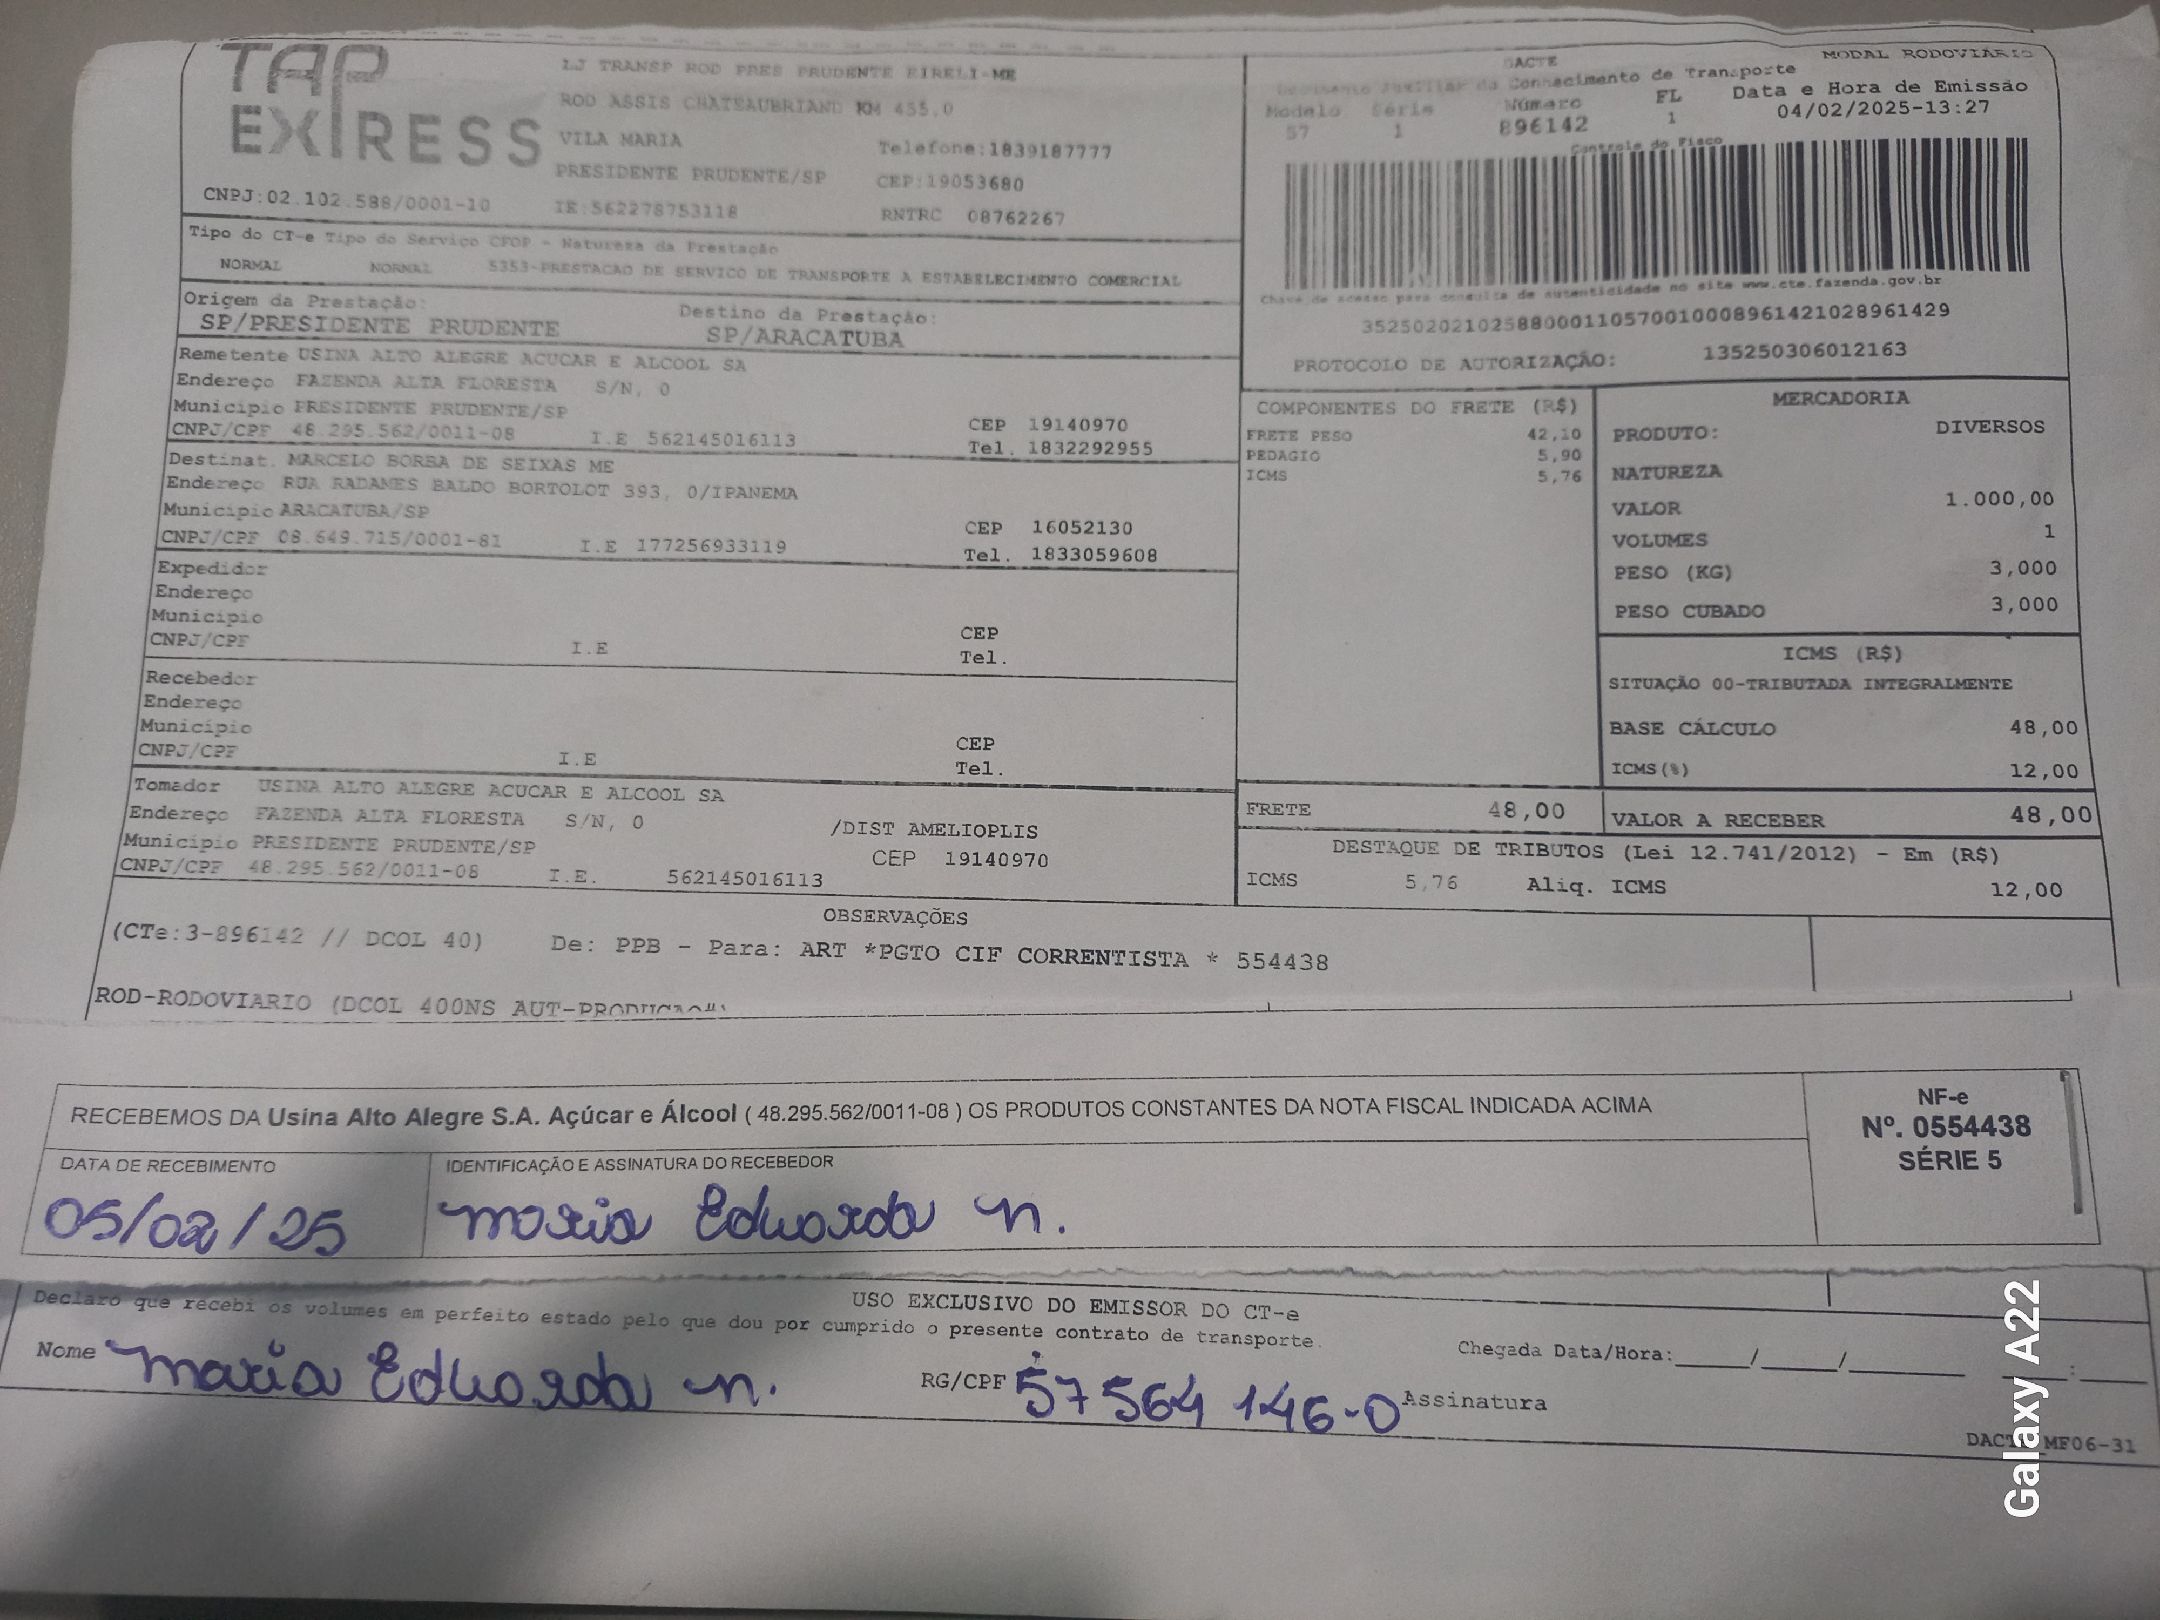 TAP
EXPRESS
LJ TRANSP ROD PRES PRUDENTE EIRELI-ME
ROD ASSIS CHATEAUBRIAND KM 455,0
VILA MARIA
Telefone:1839187777
PRESIDENTE PRUDENTE/SP CEP:19053680
CNPJ:02.102.588/0001-10 IE:562278753118 RNTRC 08762267
Tipo do CT-e Tipo do Serviço CFOP - Natureza da Prestação
NORMAL NORMAL 5353-PRESTACAO DE SERVICO DE TRANSPORTE A ESTABELECIMENTO COMERCIAL
Origem da Prestação: Destino da Prestação:
SP/PRESIDENTE PRUDENTE SP/ARACATUBA
DACTE MODAL RODOVIÁRIO
Documento Auxiliar do Conhecimento de Transporte
Modelo Série Número FL Data e Hora de Emissão
57 1 896142 1 04/02/2025-13:27
Controle do Fisco
Chave de acesso para consulta de autenticidade no site www.cte.fazenda.gov.br
35250202102588000110570010008961421028961429
PROTOCOLO DE AUTORIZAÇÃO: 135250306012163
Remetente USINA ALTO ALEGRE ACUCAR E ALCOOL SA
Endereço FAZENDA ALTA FLORESTA S/N, 0
Município PRESIDENTE PRUDENTE/SP CEP 19140970
CNPJ/CPF 48.295.562/0011-08 I.E 562145016113 Tel. 1832292955
Destinat. MARCELO BORBA DE SEIXAS ME
Endereço RUA RADAMES BALDO BORTOLOT 393, 0/IPANEMA
Município ARACATUBA/SP CEP 16052130
CNPJ/CPF 08.649.715/0001-81 I.E 177256933119 Tel. 1833059608
Expedidor
Endereço
Município CEP
CNPJ/CPF I.E Tel.
Recebedor
Endereço
Município CEP
CNPJ/CPF I.E Tel.
Tomador USINA ALTO ALEGRE ACUCAR E ALCOOL SA
Endereço FAZENDA ALTA FLORESTA S/N, 0 /DIST AMELIOPLIS
Município PRESIDENTE PRUDENTE/SP CEP 19140970
CNPJ/CPF 48.295.562/0011-08 I.E. 562145016113
COMPONENTES DO FRETE (R$)
FRETE PESO 42,10
PEDAGIO 5,90
ICMS 5,76
MERCADORIA
PRODUTO: DIVERSOS
NATUREZA
VALOR 1.000,00
VOLUMES 1
PESO (KG) 3,000
PESO CUBADO 3,000
ICMS (R$)
SITUAÇÃO 00-TRIBUTADA INTEGRALMENTE
BASE CÁLCULO 48,00
ICMS(%) 12,00
FRETE 48,00 VALOR A RECEBER 48,00
DESTAQUE DE TRIBUTOS (Lei 12.741/2012) - Em (R$)
ICMS 5,76 Aliq. ICMS 12,00
OBSERVAÇÕES
(CTe:3-896142 // DCOL 40) De: PPB - Para: ART *PGTO CIF CORRENTISTA * 554438
ROD-RODOVIARIO (DCOL 400NS AUT-PRODUCAO
RECEBEMOS DA Usina Alto Alegre S.A. Açúcar e Álcool ( 48.295.562/0011-08 ) OS PRODUTOS CONSTANTES DA NOTA FISCAL INDICADA ACIMA
NF-e
Nº. 0554438
SÉRIE 5
DATA DE RECEBIMENTO IDENTIFICAÇÃO E ASSINATURA DO RECEBEDOR
05/02/25 Maria Eduarda n.
USO EXCLUSIVO DO EMISSOR DO CT-e
Declaro que recebi os volumes em perfeito estado pelo que dou por cumprido o presente contrato de transporte.
Chegada Data/Hora:____/____/______ ____:____
Nome Maria Eduarda n. RG/CPF 57564146-0 Assinatura
DACTE MF06-31
Galaxy A22